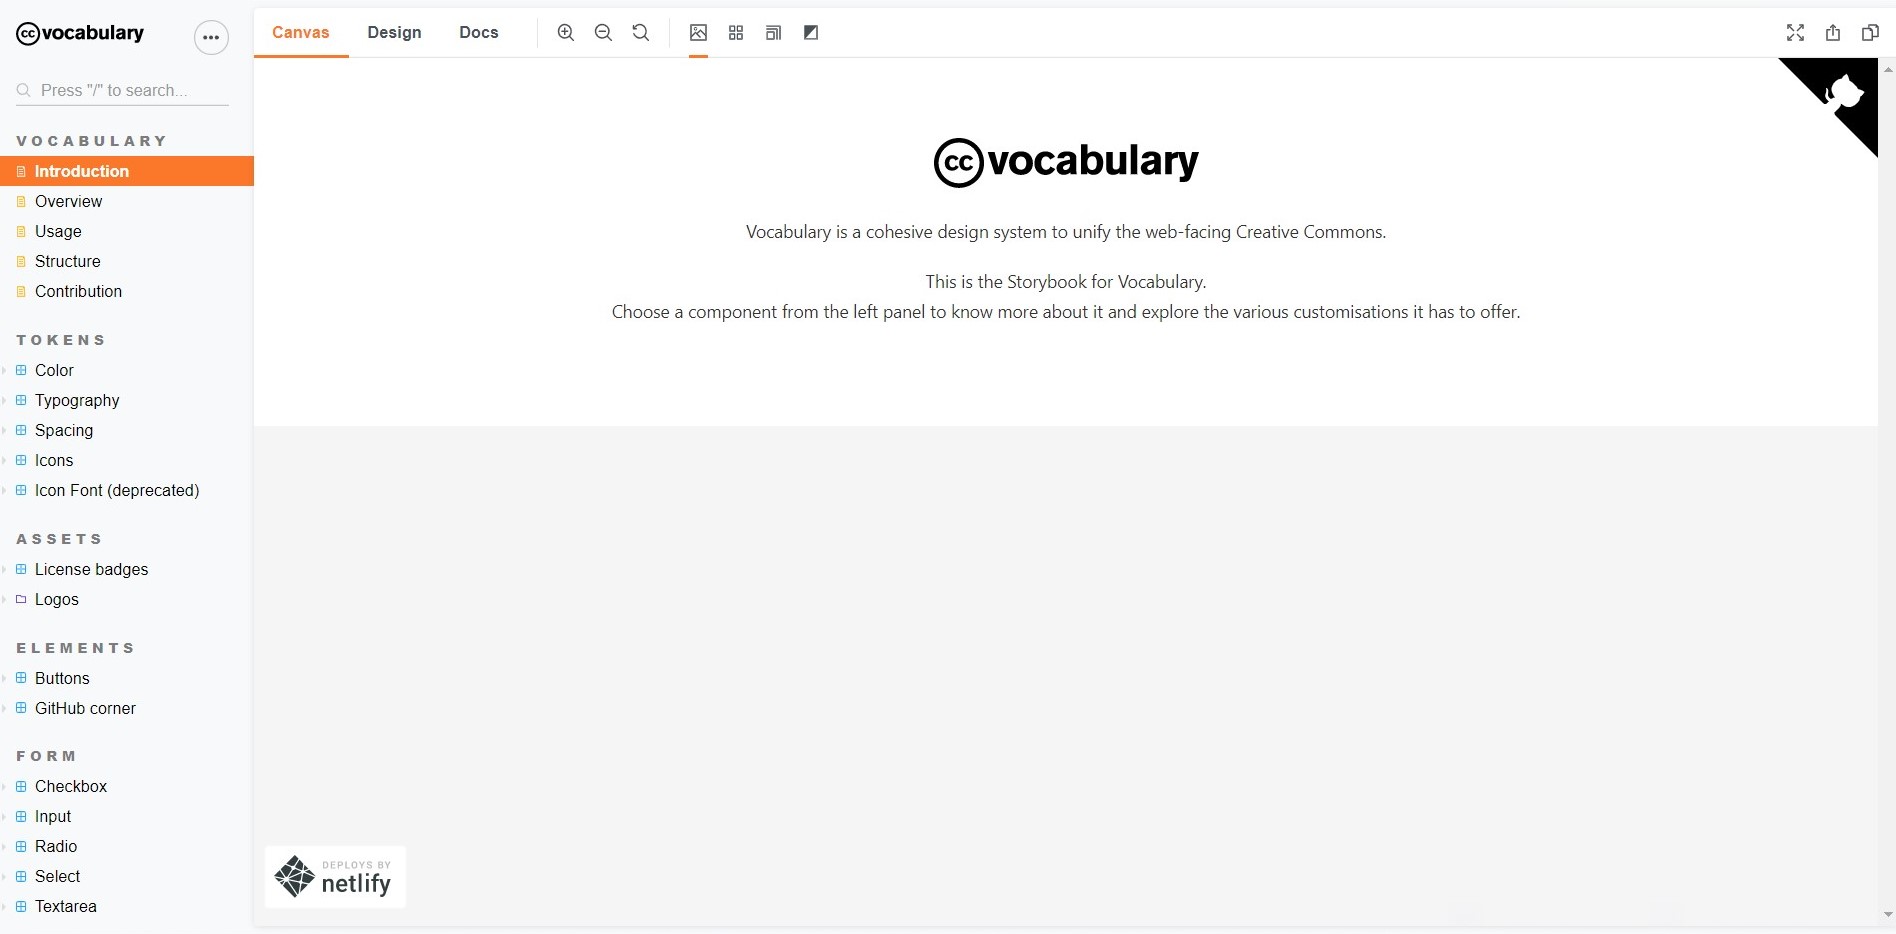 cc vocabulary
Press "/" to search...
VOCABULARY
Introduction
Overview
Usage
Structure
Contribution
TOKENS
Color
Typography
Spacing
Icons
Icon Font (deprecated)
ASSETS
License badges
Logos
ELEMENTS
Buttons
GitHub corner
FORM
Checkbox
Input
Radio
Select
Textarea
Canvas Design Docs
cc vocabulary
Vocabulary is a cohesive design system to unify the web-facing Creative Commons.
This is the Storybook for Vocabulary.
Choose a component from the left panel to know more about it and explore the various customisations it has to offer.
DEPLOYS BY
netlify